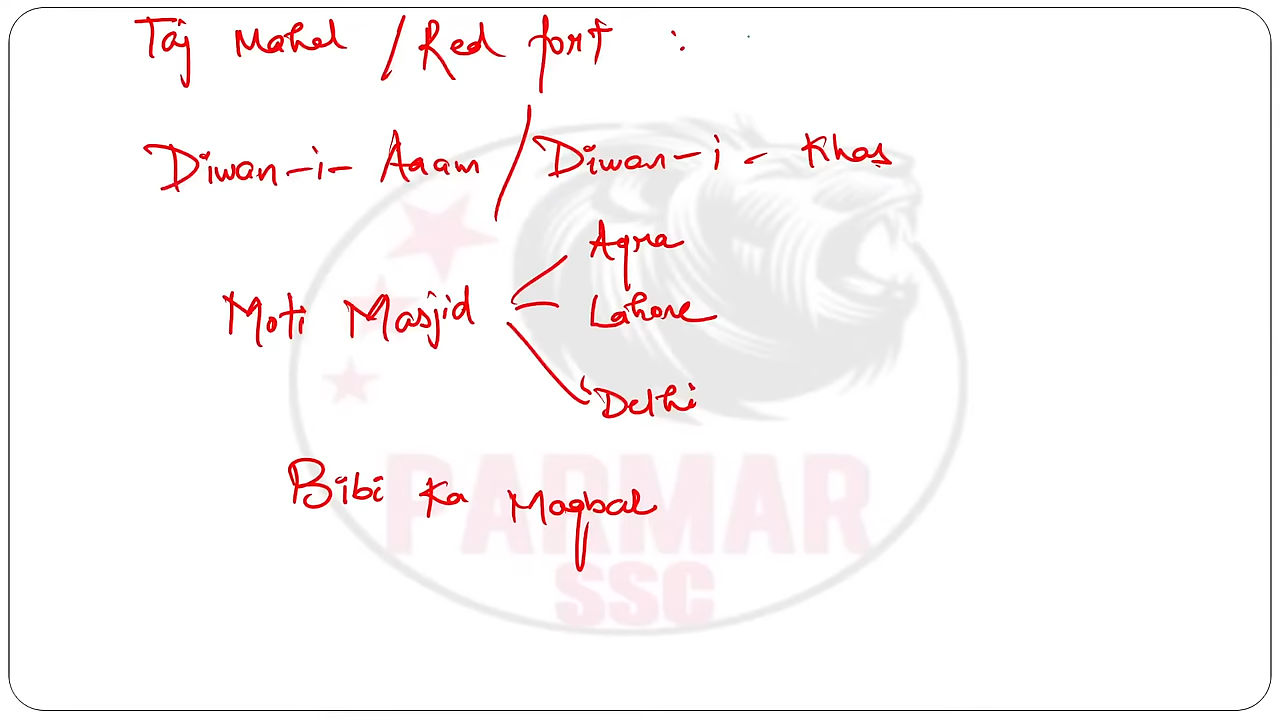 Taj Mahal / Red fort :
Diwan-i- Aaam / Diwan-i- Khas
Agra
Moti Masjid Lahore
Delhi
Bibi Ka Maqbal
PARMAR
SSC